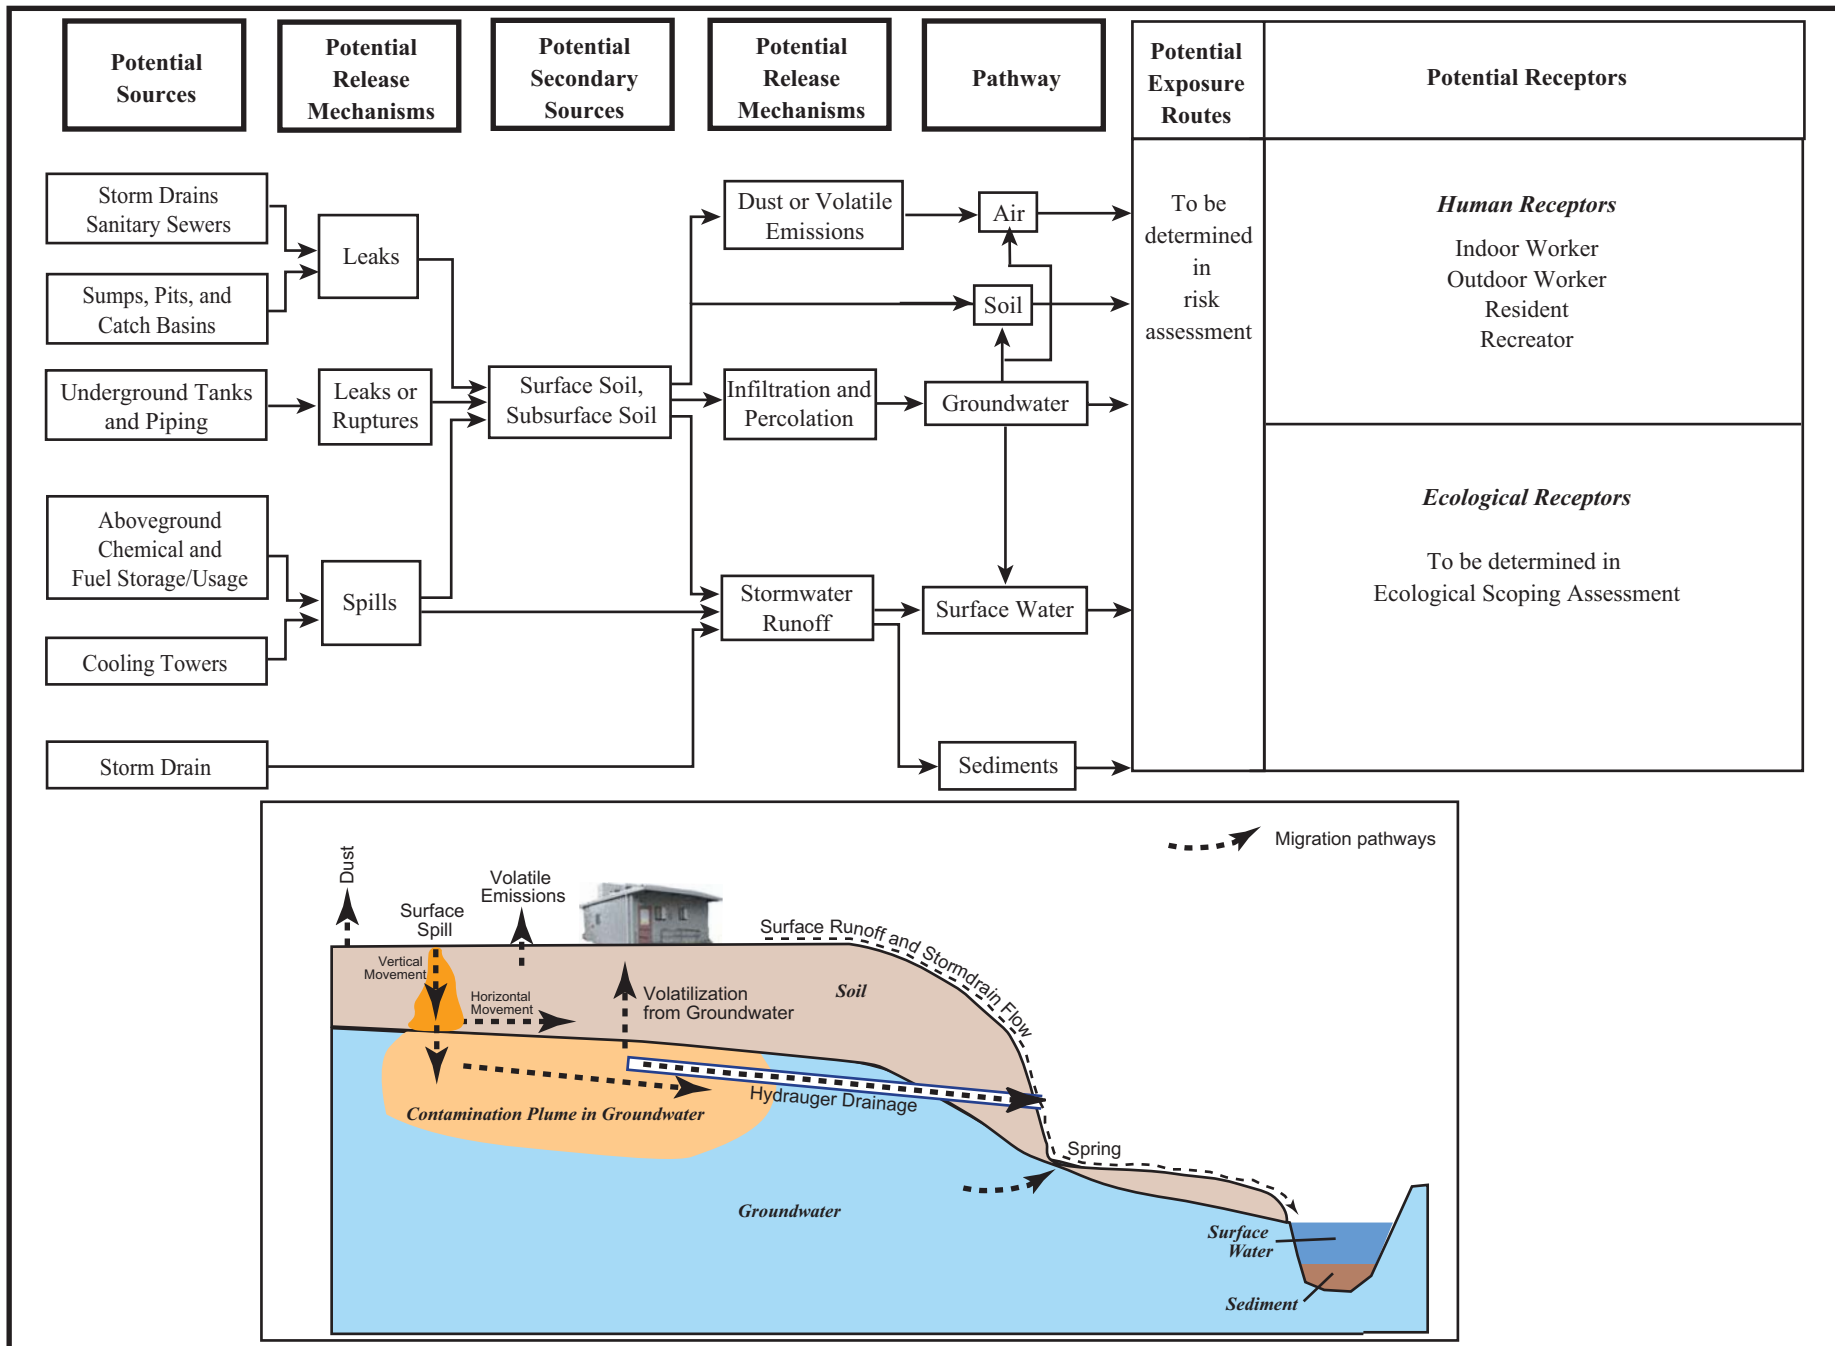 Potential
Sources
Potential
Release
Mechanisms
Potential
Secondary
Sources
Potential
Release
Mechanisms
Pathway
Potential
Exposure
Routes
Potential Receptors
Storm Drains
Sanitary Sewers
Sumps, Pits, and
Catch Basins
Underground Tanks
and Piping
Aboveground
Chemical and
Fuel Storage/Usage
Cooling Towers
Storm Drain
Leaks
Leaks or
Ruptures
Spills
Surface Soil,
Subsurface Soil
Dust or Volatile
Emissions
Infiltration and
Percolation
Stormwater
Runoff
Air
Soil
Groundwater
Surface Water
Sediments
To be
determined
in
risk
assessment
Human Receptors
Indoor Worker
Outdoor Worker
Resident
Recreator
Ecological Receptors
To be determined in
Ecological Scoping Assessment
Migration pathways
Dust
Surface
Spill
Volatile
Emissions
Vertical
Movement
Horizontal
Movement
Volatilization
from Groundwater
Soil
Surface Runoff and Stormdrain Flow
Hydrauger Drainage
Contamination Plume in Groundwater
Spring
Groundwater
Surface
Water
Sediment